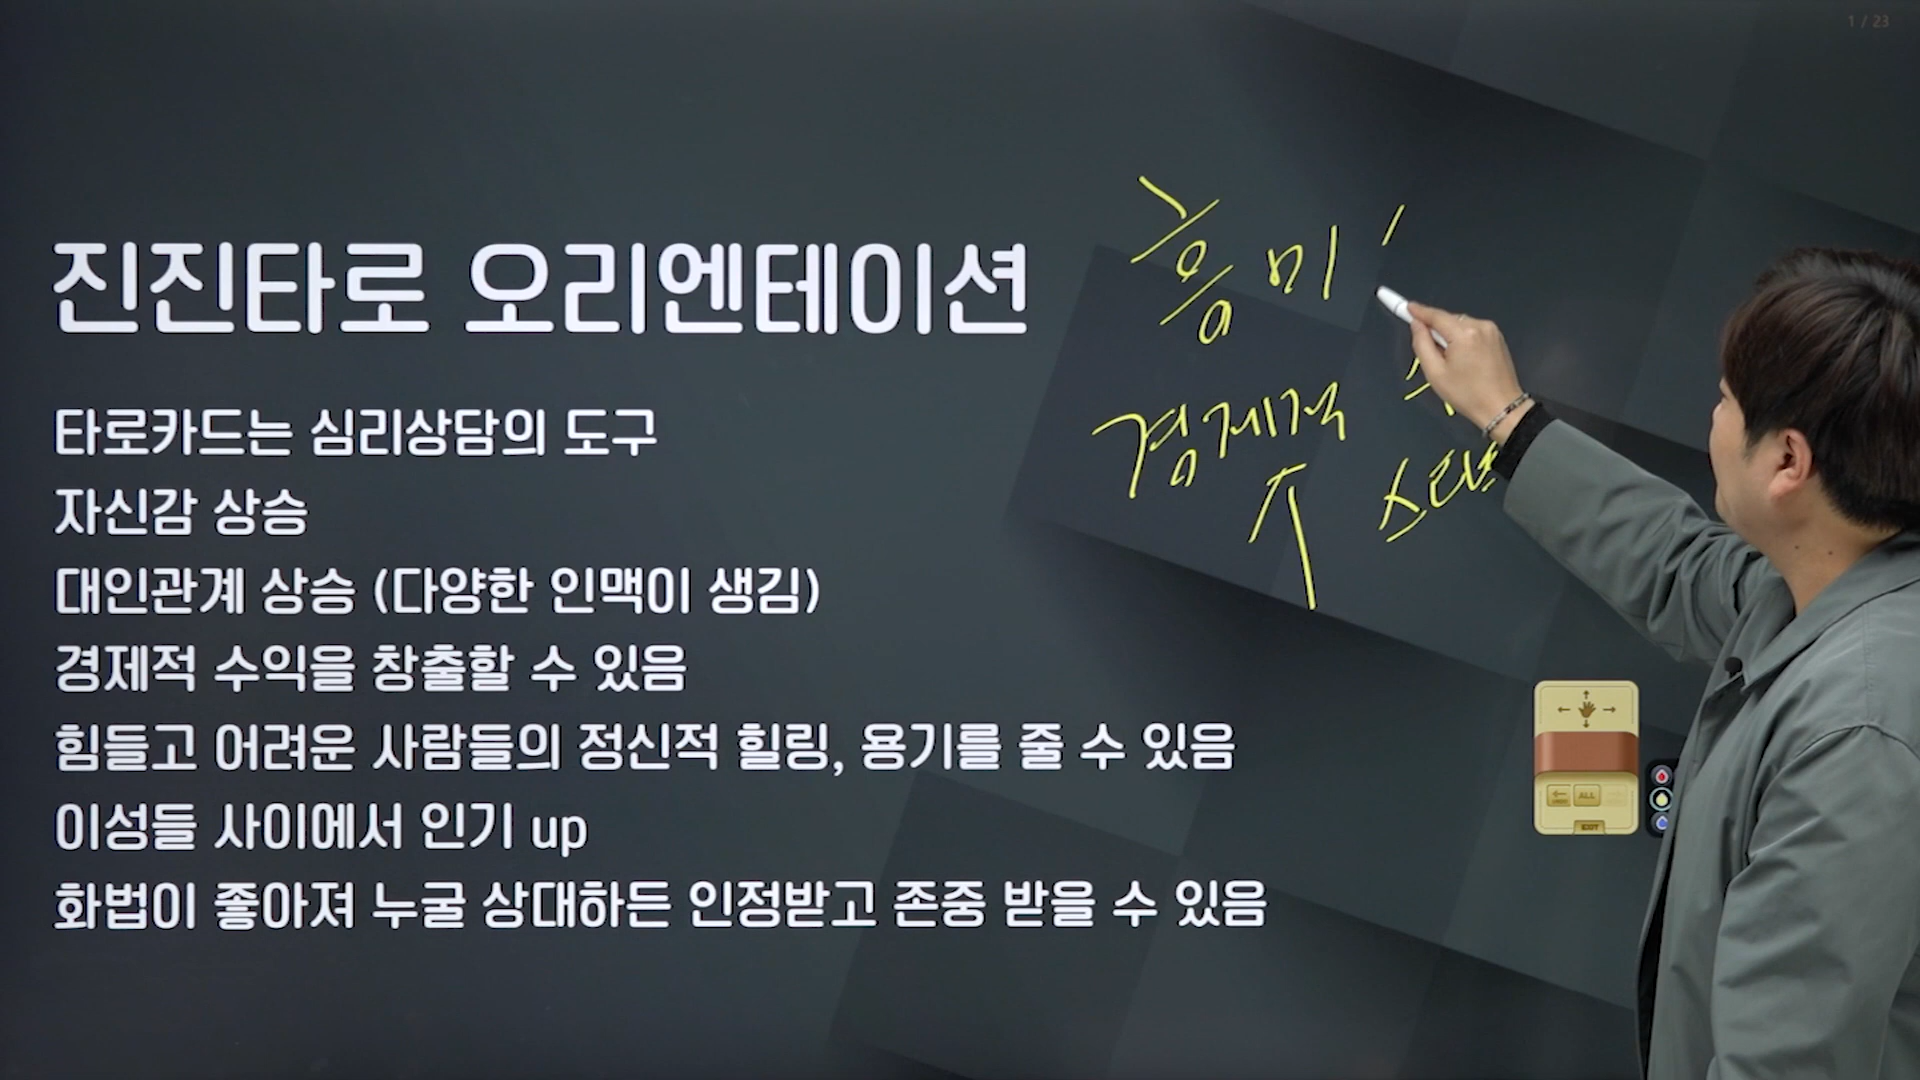 1 / 23
진진타로 오리엔테이션
타로카드는 심리상담의 도구
자신감 상승
대인관계 상승 (다양한 인맥이 생김)
경제적 수익을 창출할 수 있음
힘들고 어려운 사람들의 정신적 힐링, 용기를 줄 수 있음
이성들 사이에서 인기 up
화법이 좋아져 누굴 상대하든 인정받고 존중 받을 수 있음
흥미
경제적
ALL
EXIT